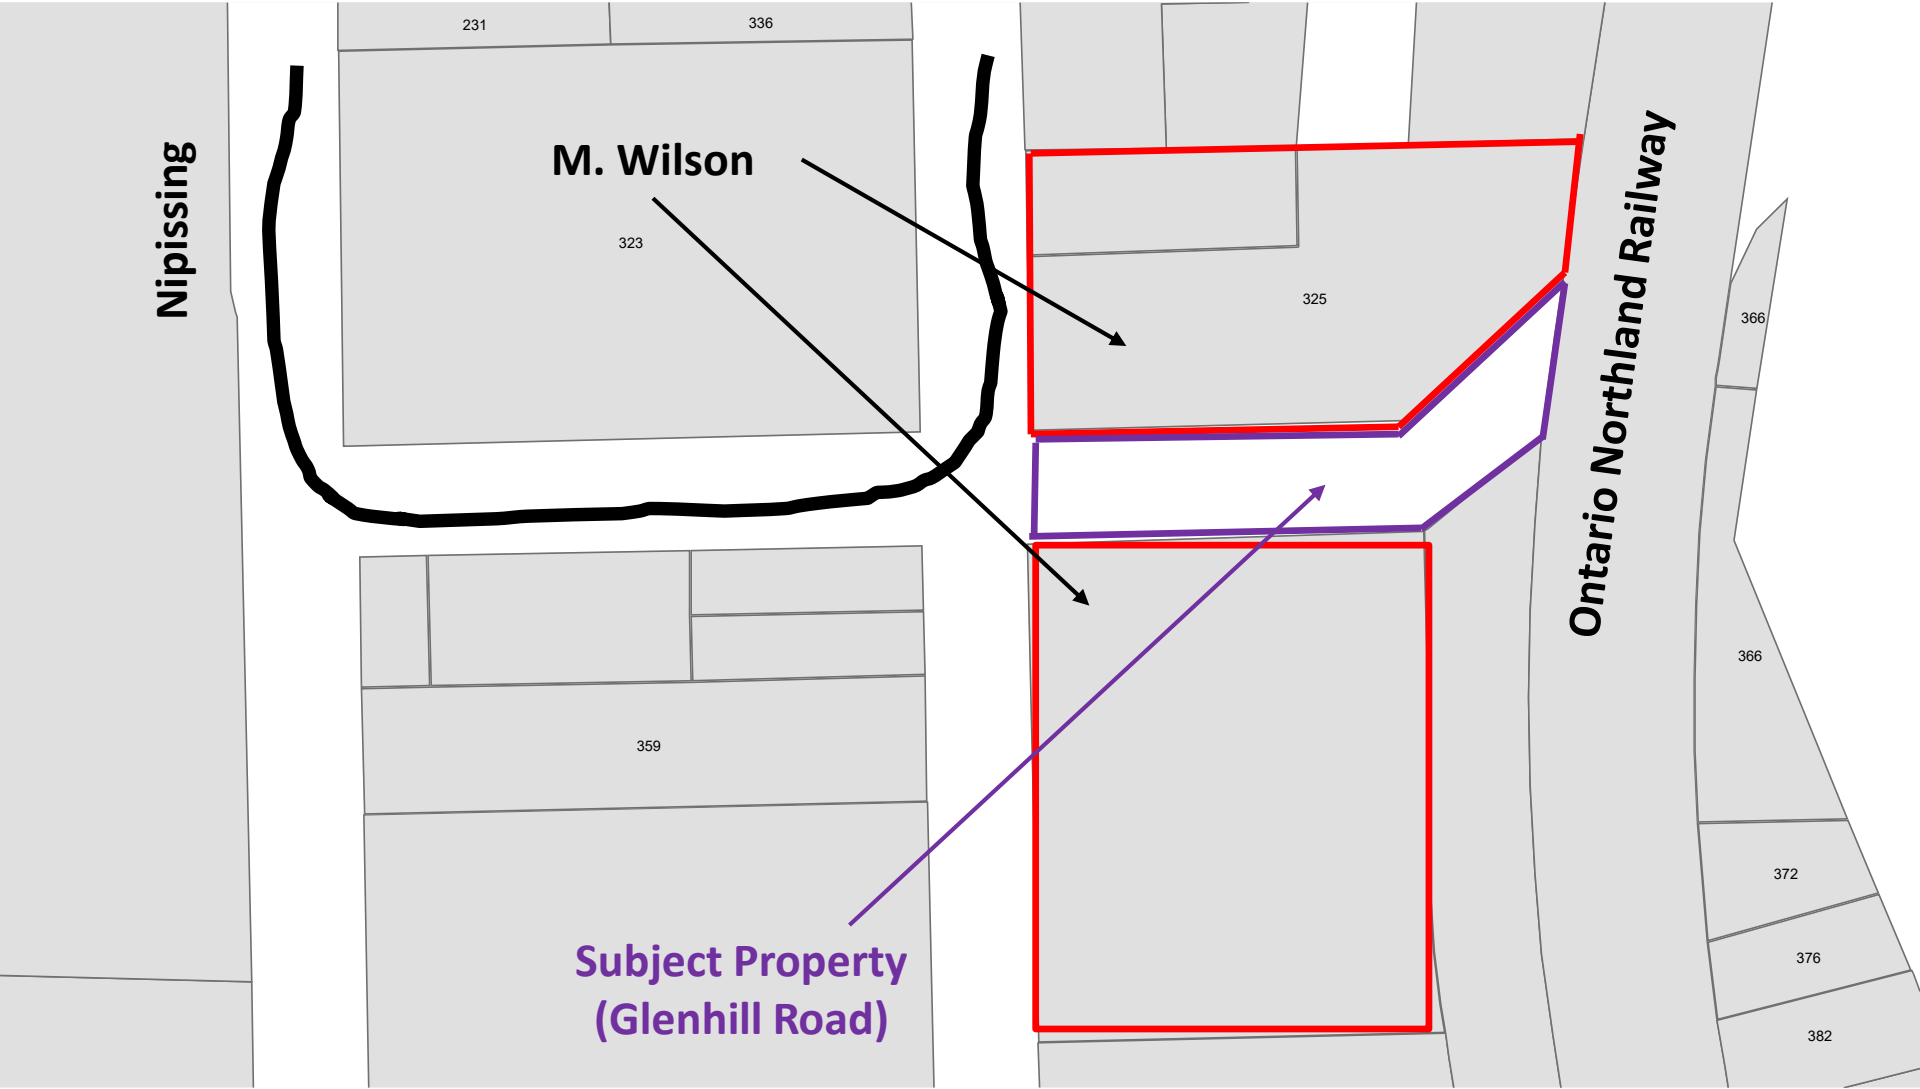 231
336
Nipissing
M. Wilson
323
325
Ontario Northland Railway
366
366
359
372
376
382
Subject Property
(Glenhill Road)